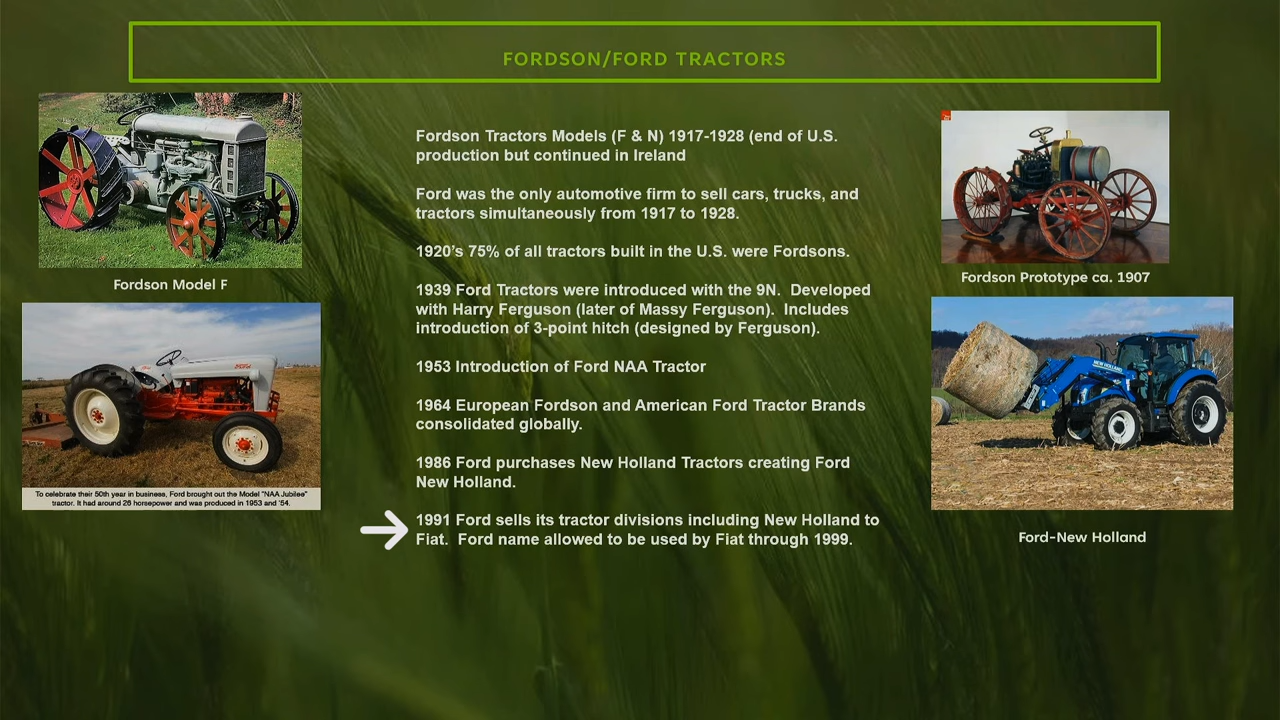 FORDSON/FORD TRACTORS
Fordson Model F
To celebrate their 50th year in business, Ford brought out the Model "NAA Jubilee"
tractor. It had around 26 horsepower and was produced in 1953 and '54.
Fordson Tractors Models (F & N) 1917-1928 (end of U.S.
production but continued in Ireland
Ford was the only automotive firm to sell cars, trucks, and
tractors simultaneously from 1917 to 1928.
1920's 75% of all tractors built in the U.S. were Fordsons.
1939 Ford Tractors were introduced with the 9N.  Developed
with Harry Ferguson (later of Massy Ferguson).  Includes
introduction of 3-point hitch (designed by Ferguson).
1953 Introduction of Ford NAA Tractor
1964 European Fordson and American Ford Tractor Brands
consolidated globally.
1986 Ford purchases New Holland Tractors creating Ford
New Holland.
1991 Ford sells its tractor divisions including New Holland to
Fiat.  Ford name allowed to be used by Fiat through 1999.
Fordson Prototype ca. 1907
NEW HOLLAND
Ford-New Holland